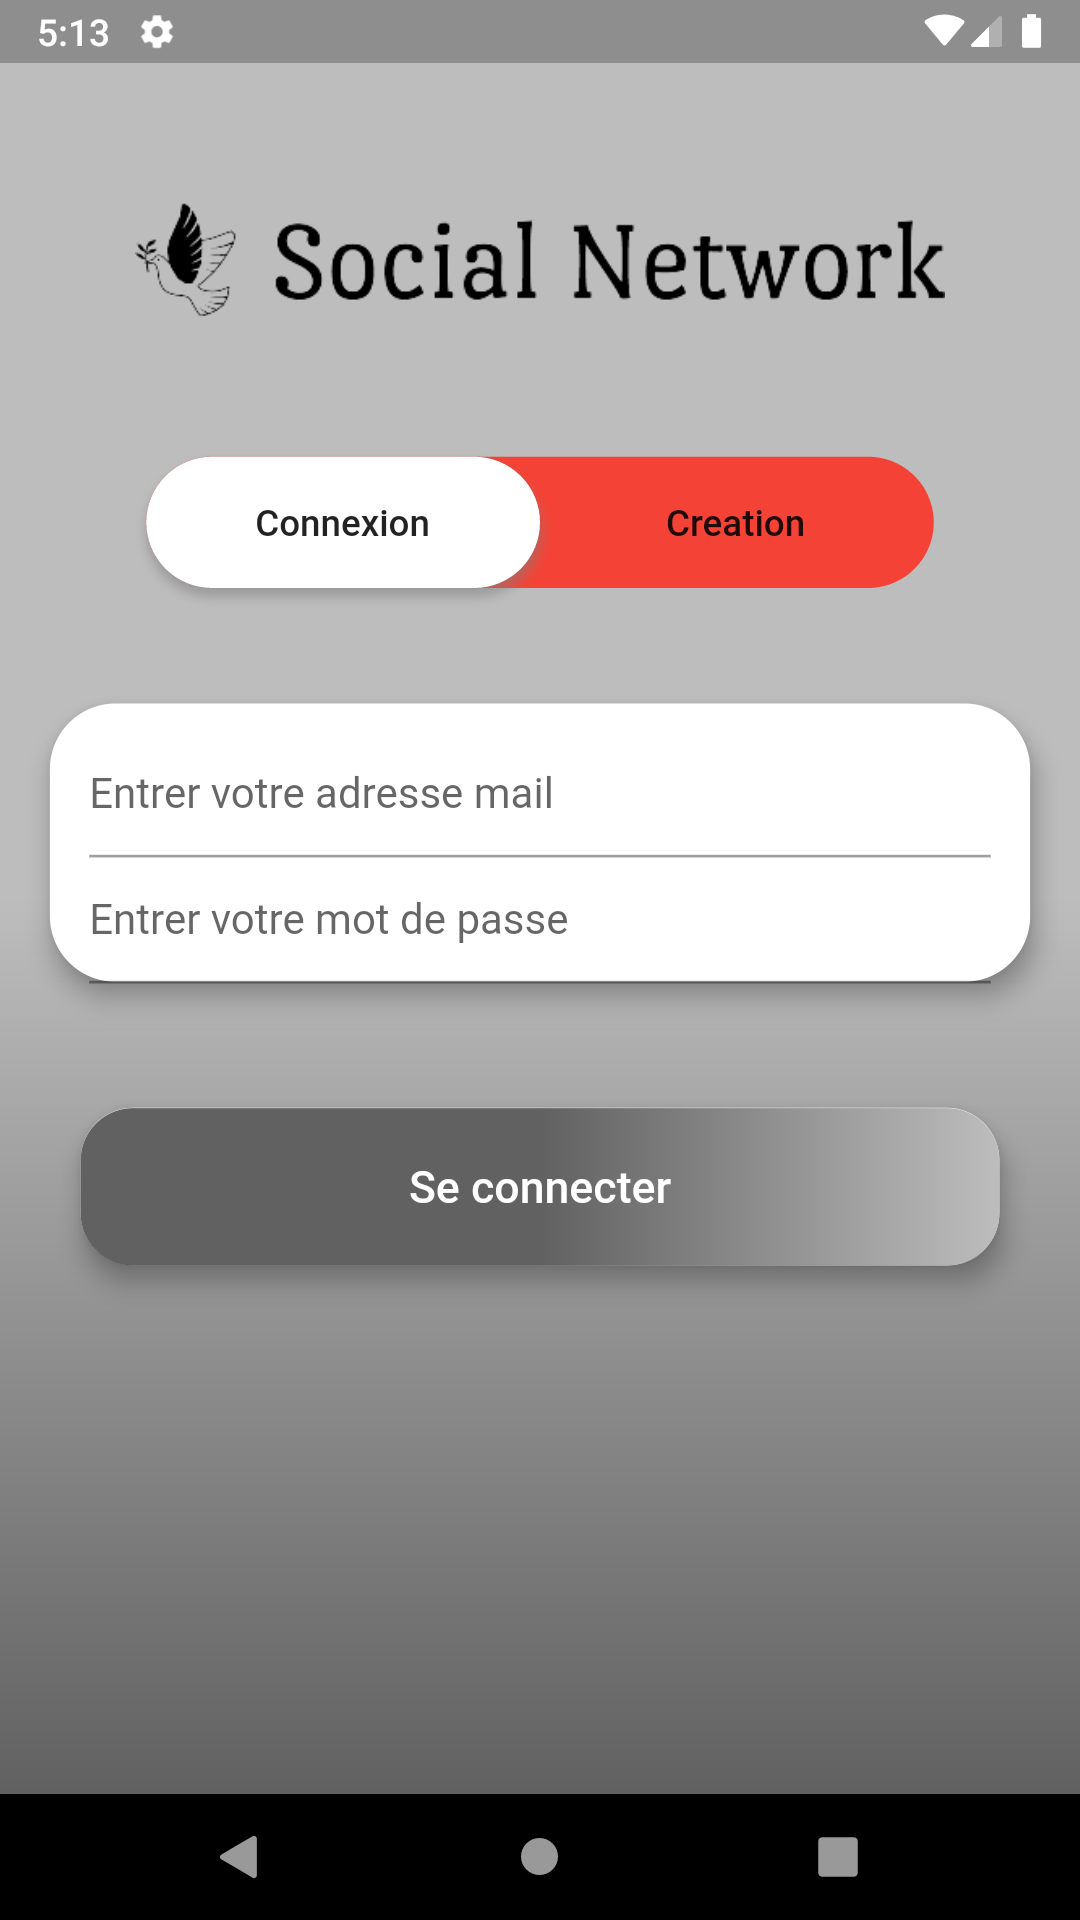 5:13
Social Network
Connexion
Creation
Entrer votre adresse mail
Entrer votre mot de passe
Se connecter